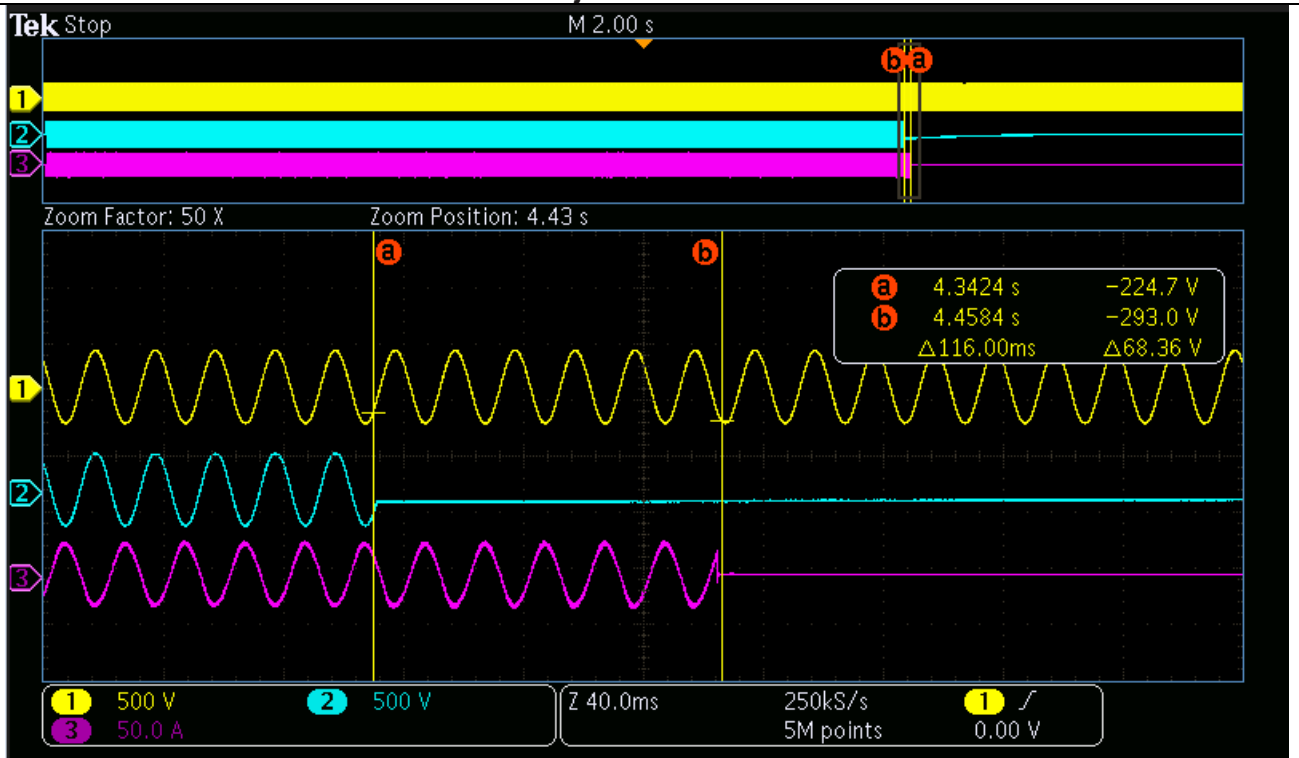 Tek Stop M 2.00 s
b a
1
2
3
Zoom Factor: 50 X Zoom Position: 4.43 s
a b
a 4.3424 s -224.7 V
b 4.4584 s -293.0 V
△116.00ms △68.36 V
1
2
3
1 500 V 2 500 V Z 40.0ms 250kS/s 1 /
3 50.0 A 5M points 0.00 V